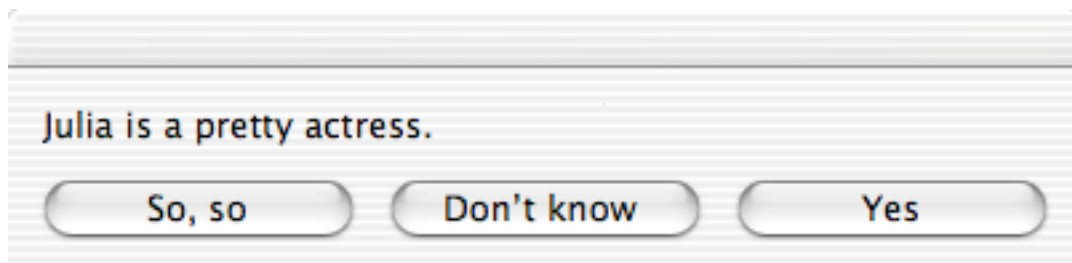 Julia is a pretty actress.
So, so Don't know Yes